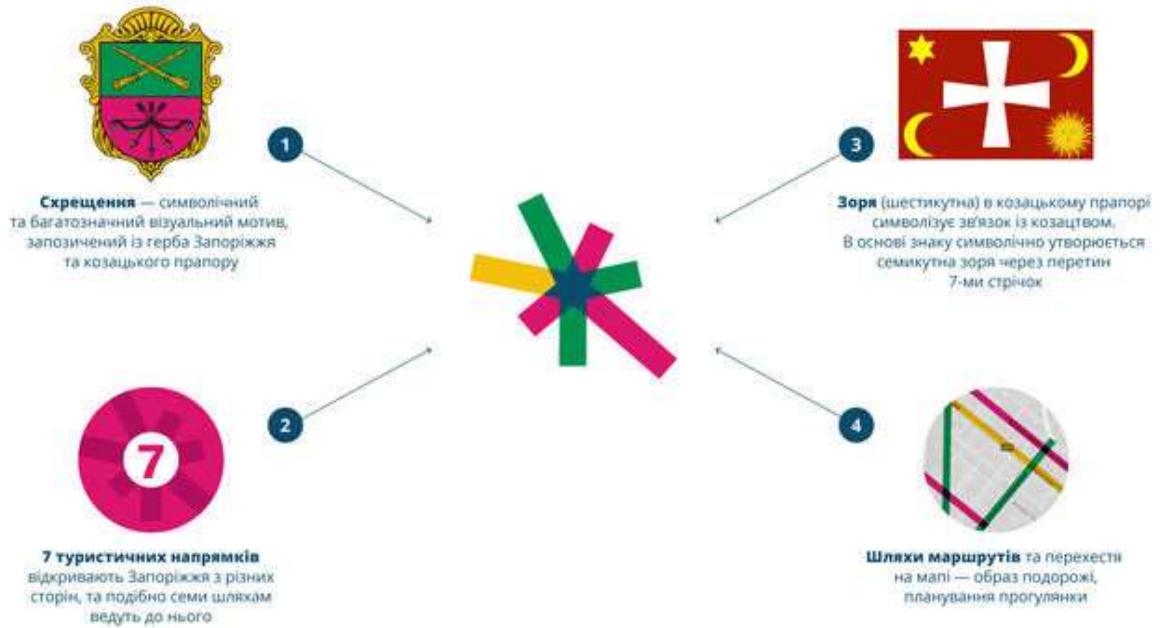 1
Схрещення — символічний
та багатозначний візуальний мотив,
запозичений із герба Запоріжжя
та козацького прапору
2
7
7 туристичних напрямків
відкривають Запоріжжя з різних
сторін, та подібно семи шляхам
ведуть до нього
3
Зоря (шестикутна) в козацькому прапорі
символізує зв'язок із козацтвом.
В основі знаку символічно утворюється
семикутна зоря через перетин
7-ми стрічок
4
Шляхи маршрутів та перехестя
на мапі — образ подорожі,
планування прогулянки